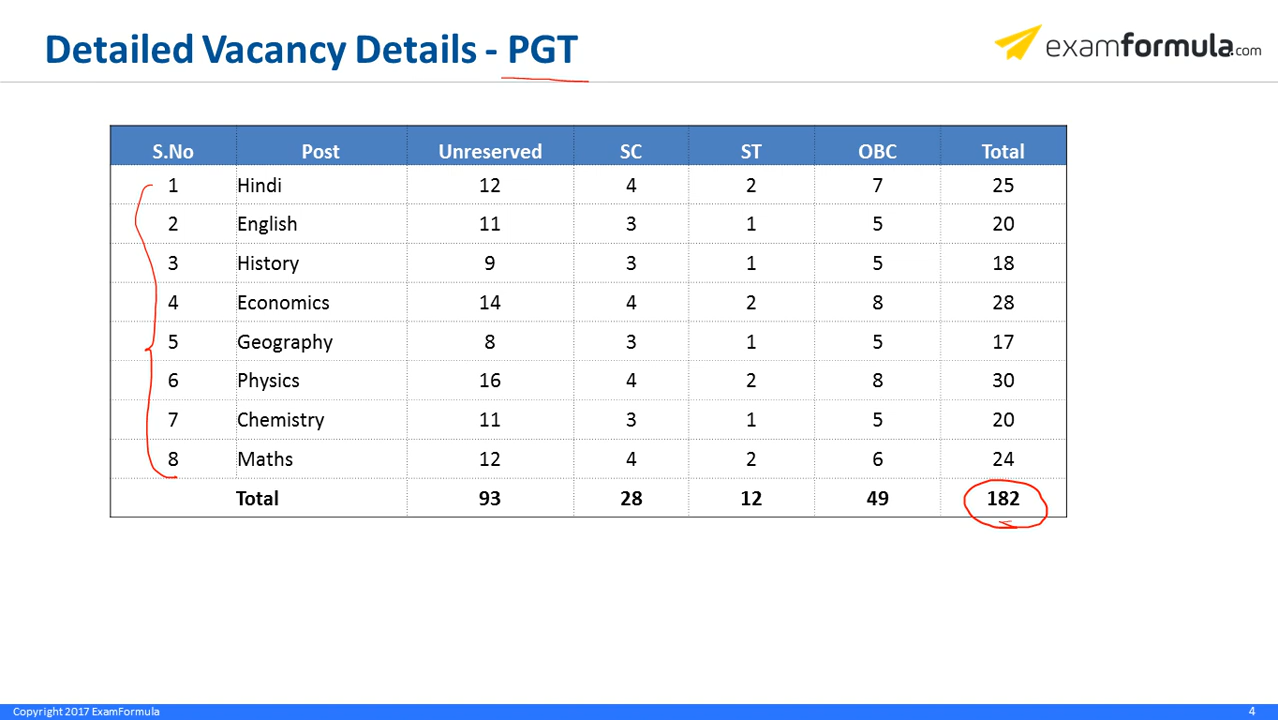 Detailed Vacancy Details - PGT
examformula.com
S.No Post Unreserved SC ST OBC Total
1 Hindi 12 4 2 7 25
2 English 11 3 1 5 20
3 History 9 3 1 5 18
4 Economics 14 4 2 8 28
5 Geography 8 3 1 5 17
6 Physics 16 4 2 8 30
7 Chemistry 11 3 1 5 20
8 Maths 12 4 2 6 24
Total 93 28 12 49 182
Copyright 2017 ExamFormula 4